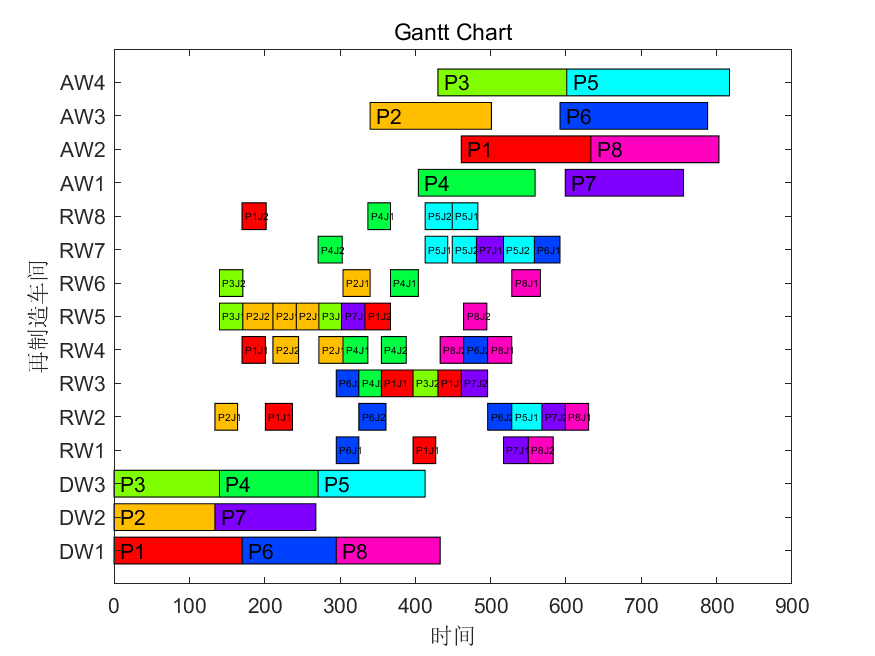 Gantt Chart
AW4 P3 P5
AW3 P2 P6
AW2 P1 P8
AW1 P4 P7
RW8 P1J2 P4J1 P5J2 P5J1
RW7 P4J2 P5J1 P5J2 P7J1 P5J2 P6J1
RW6 P3J2 P2J1 P4J1 P8J1
RW5 P3J1 P2J2 P2J1 P2J1 P3J P7J P1J2 P8J2
RW4 P1J1 P2J2 P2J1 P4J1 P4J2 P8J2 P6J2 P8J1
RW3 P6J P4J P1J1 P3J2 P1J P7J2
RW2 P2J1 P1J1 P6J2 P6J2 P5J1 P7J P8J1
RW1 P6J1 P1J1 P7J1 P8J2
DW3 P3 P4 P5
DW2 P2 P7
DW1 P1 P6 P8
0 100 200 300 400 500 600 700 800 900
时间
再制造车间